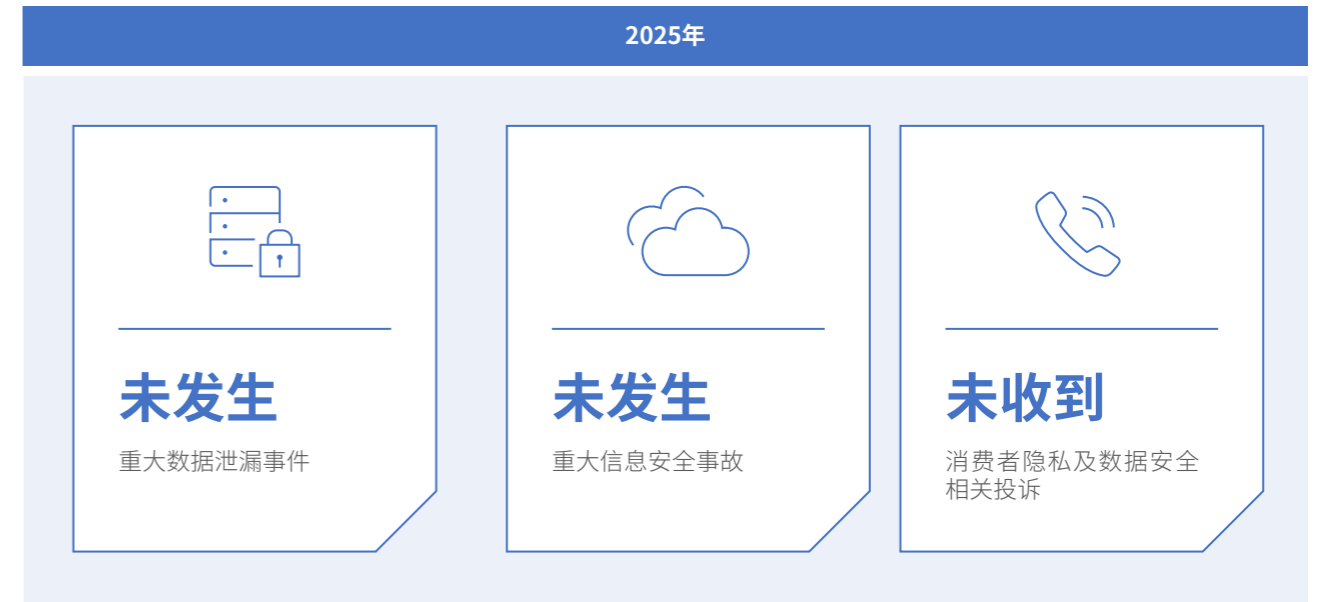 2025年
未发生
重大数据泄漏事件
未发生
重大信息安全事故
未收到
消费者隐私及数据安全
相关投诉